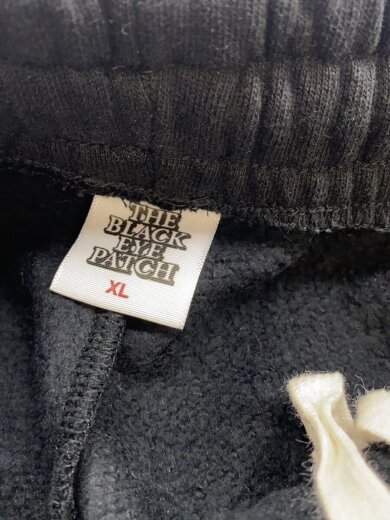 THE
BLACK
EYE
PATCH
XL